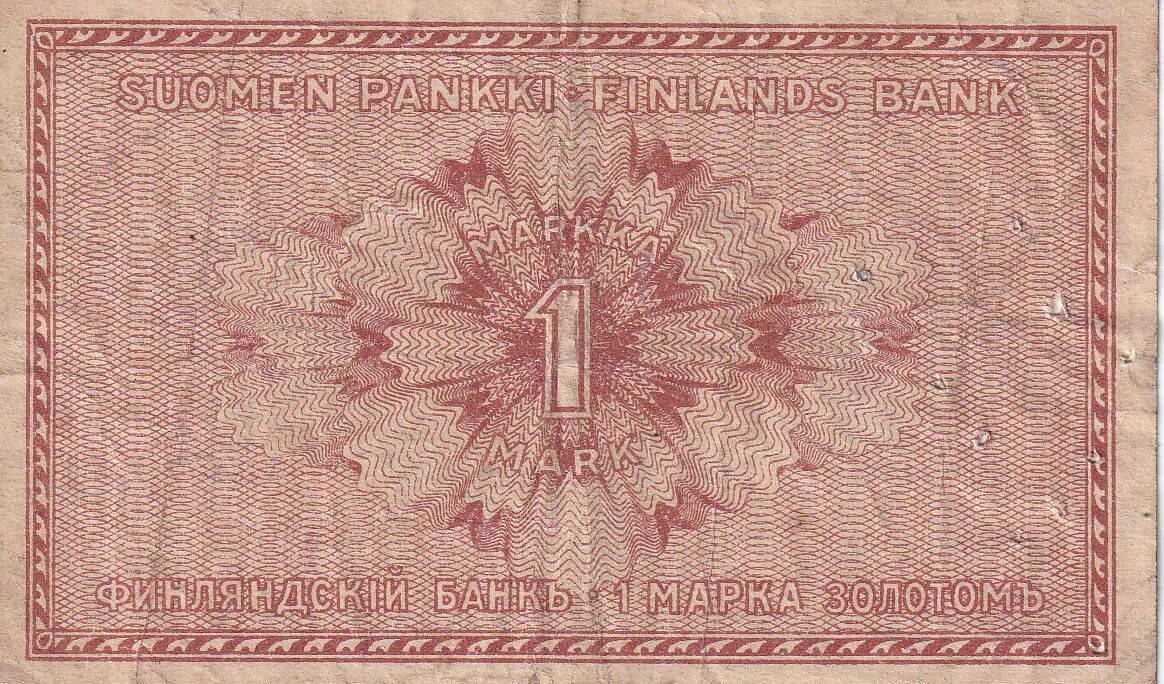 SUOMEN PANKKI · FINLANDS BANK
MARKKA
1
MARK
ФИНЛЯНДСКІЙ БАНКЪ · 1 МАРКА ЗОЛОТОМЪ